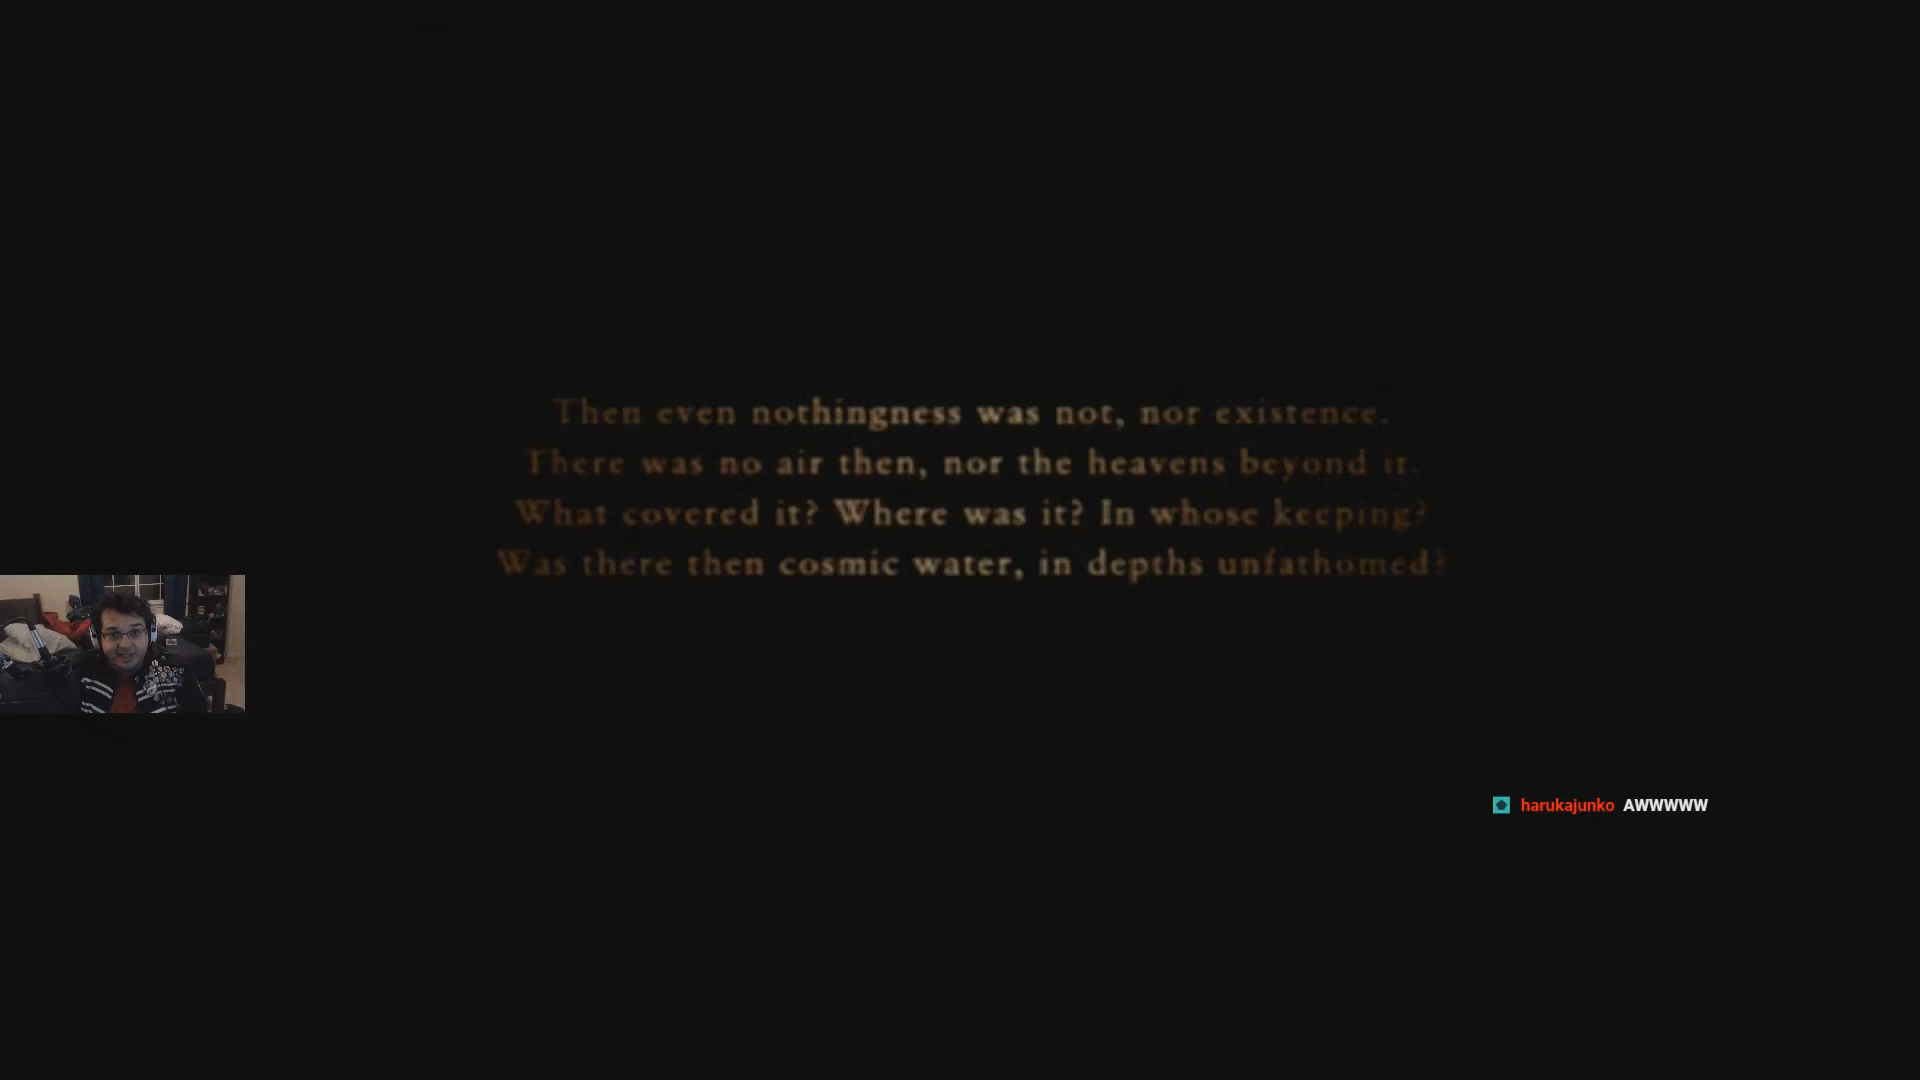 Then even nothingness was not, nor existence.
There was no air then, nor the heavens beyond it.
What covered it? Where was it? In whose keeping?
Was there then cosmic water, in depths unfathomed?
harukajunko AWWWWW